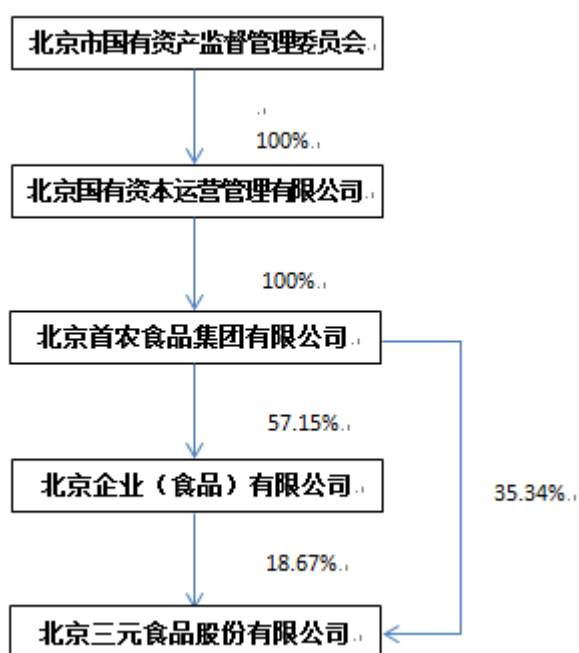 北京市国有资产监督管理委员会
100%
北京国有资本运营管理有限公司
100%
北京首农食品集团有限公司
57.15%
北京企业（食品）有限公司
35.34%
18.67%
北京三元食品股份有限公司